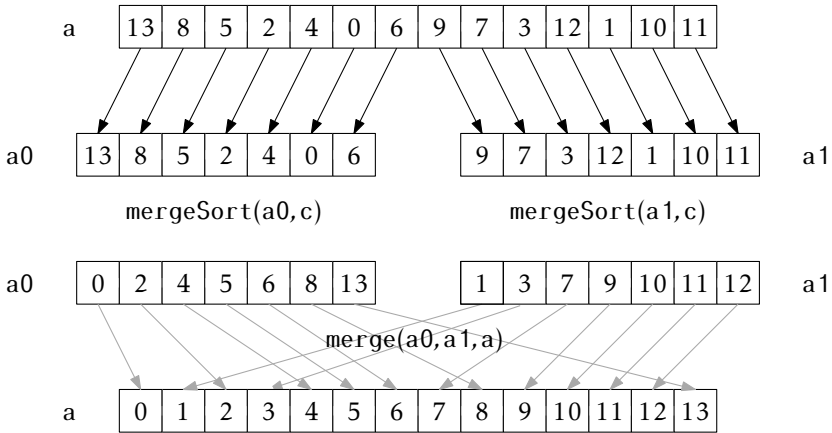 a 13 8 5 2 4 0 6 9 7 3 12 1 10 11
a0 13 8 5 2 4 0 6 9 7 3 12 1 10 11 a1
mergeSort(a0,c) mergeSort(a1,c)
a0 0 2 4 5 6 8 13 1 3 7 9 10 11 12 a1
merge(a0,a1,a)
a 0 1 2 3 4 5 6 7 8 9 10 11 12 13